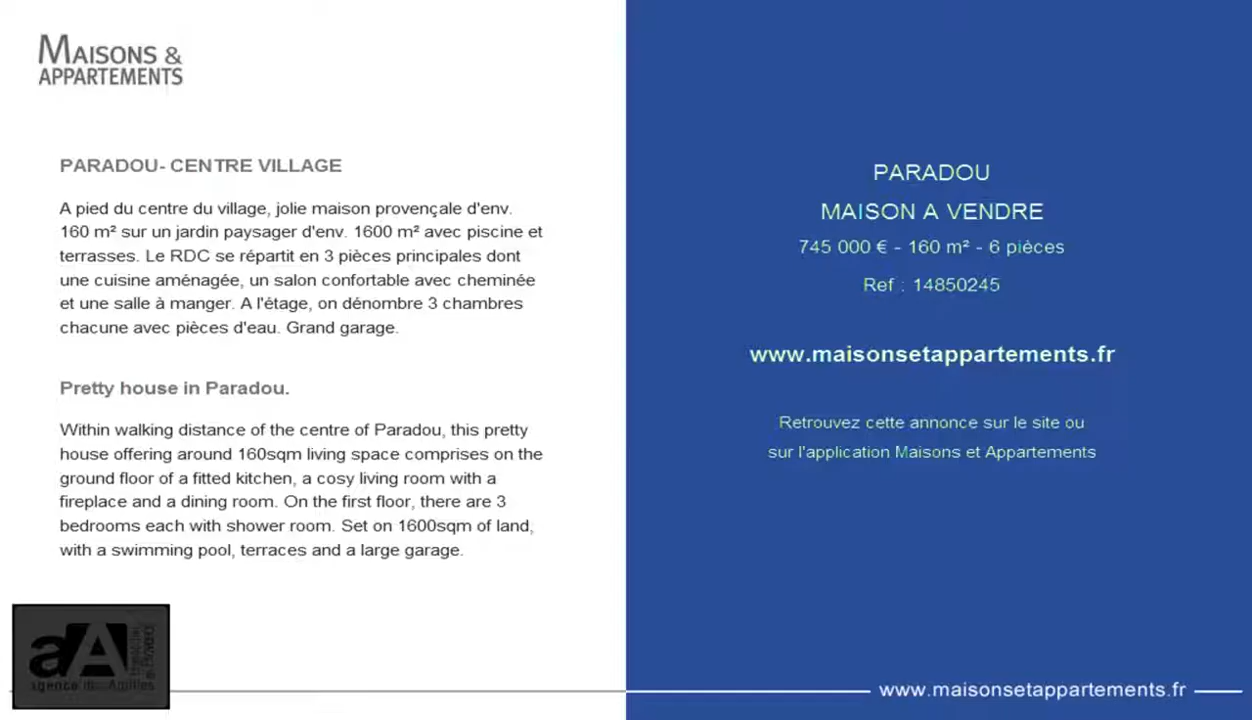 MAISONS &
APPARTEMENTS
PARADOU- CENTRE VILLAGE
A pied du centre du village, jolie maison provençale d'env.
160 m² sur un jardin paysager d'env. 1600 m² avec piscine et
terrasses. Le RDC se répartit en 3 pièces principales dont
une cuisine aménagée, un salon confortable avec cheminée
et une salle à manger. A l'étage, on dénombre 3 chambres
chacune avec pièces d'eau. Grand garage.
Pretty house in Paradou.
Within walking distance of the centre of Paradou, this pretty
house offering around 160sqm living space comprises on the
ground floor of a fitted kitchen, a cosy living room with a
fireplace and a dining room. On the first floor, there are 3
bedrooms each with shower room. Set on 1600sqm of land,
with a swimming pool, terraces and a large garage.
aA
agence des Alpilles
PARADOU
MAISON A VENDRE
745 000 € - 160 m² - 6 pièces
Ref : 14850245
www.maisonsetappartements.fr
Retrouvez cette annonce sur le site ou
sur l'application Maisons et Appartements
www.maisonsetappartements.fr